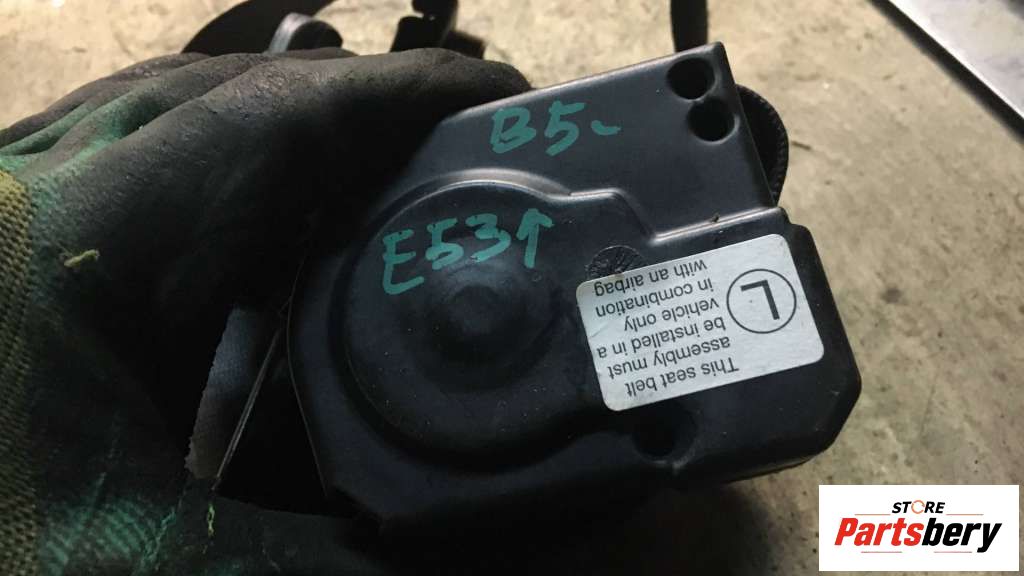 B5
E53↑
This seat belt
assembly must
be installed in a
vehicle only
in combination
with an airbag
L
STORE
Partsbery